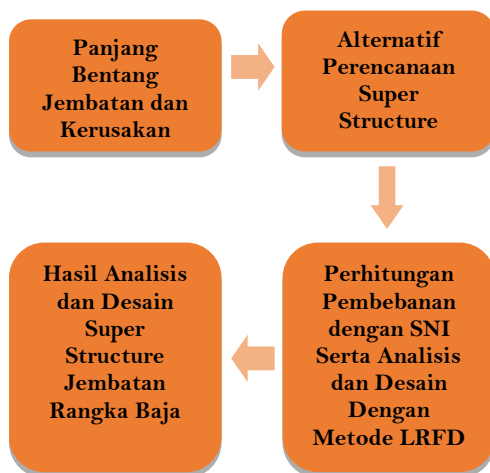 Panjang
Bentang
Jembatan dan
Kerusakan
Alternatif
Perencanaan
Super
Structure
Perhitungan
Pembebanan
dengan SNI
Serta Analisis
dan Desain
Dengan
Metode LRFD
Hasil Analisis
dan Desain
Super
Structure
Jembatan
Rangka Baja